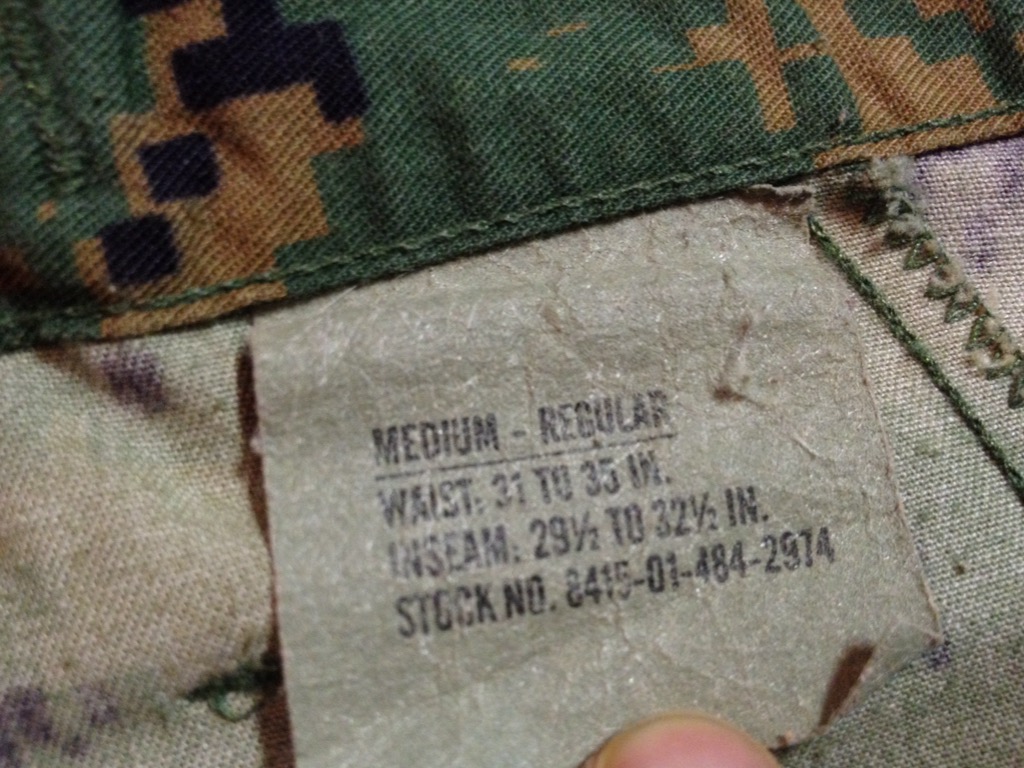 MEDIUM - REGULAR
WAIST: 31 TO 35 IN.
INSEAM: 29½ TO 32½ IN.
STOCK NO. 8415-01-484-2974